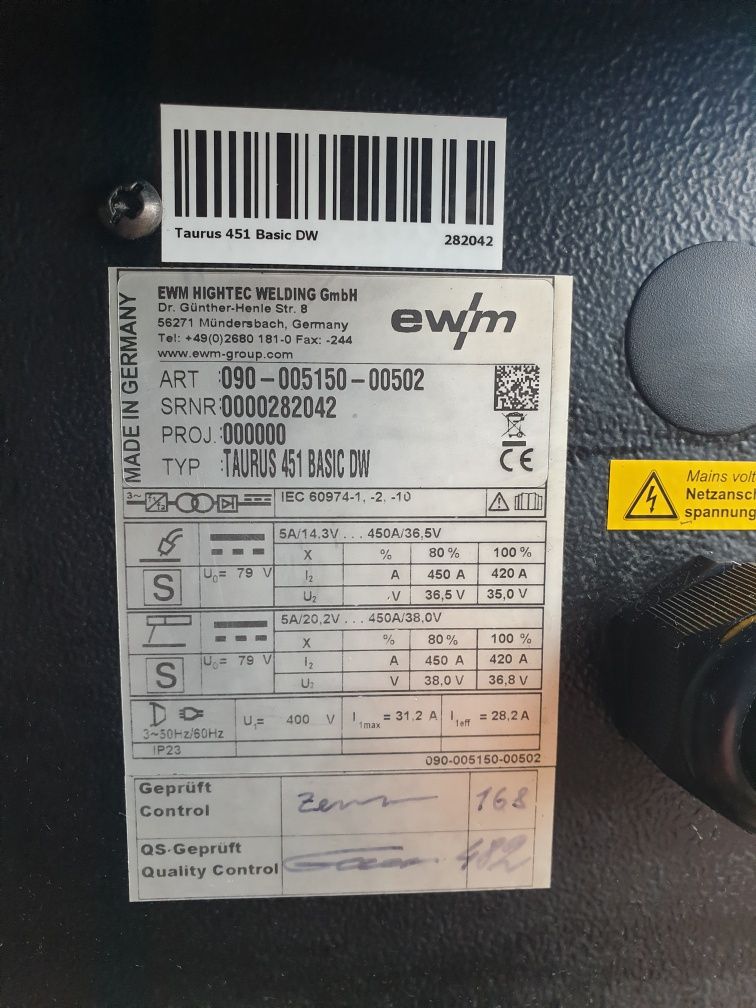 Taurus 451 Basic DW 282042
MADE IN GERMANY
EWM HIGHTEC WELDING GmbH
Dr. Günther-Henle Str. 8
56271 Mündersbach, Germany
Tel: +49(0)2680 181-0 Fax: -244
www.ewm-group.com
ewm
ART :090-005150-00502
SRNR:0000282042
PROJ.:000000
TYP :TAURUS 451 BASIC DW
CE
3~ f1 f2 IEC 60974-1, -2, -10
5A/14.3V...450A/36,5V
X % 80% 100%
S U0= 79 V I2 A 450 A 420 A
U2 V 36,5 V 35,0 V
5A/20,2V...450A/38,0V
X % 80% 100%
S U0= 79 V I2 A 450 A 420 A
U2 V 38,0 V 36,8 V
3~50Hz/60Hz U1= 400 V I1max = 31,2 A I1eff = 28,2 A
IP23
090-005150-00502
Geprüft
Control 168
QS-Geprüft
Quality Control 482
Mains
Netzansch
spannung